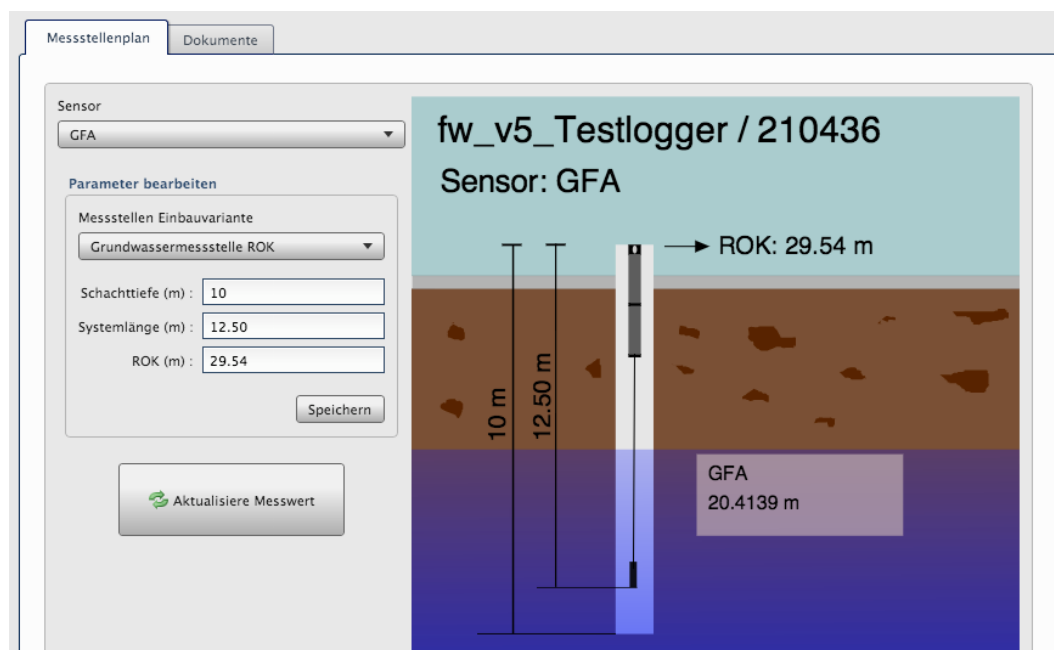 Messstellenplan
Dokumente
Sensor
GFA
Parameter bearbeiten
Messstellen Einbauvariante
Grundwassermessstelle ROK
Schachttiefe (m) : 10
Systemlänge (m) : 12.50
ROK (m) : 29.54
Speichern
Aktualisiere Messwert
fw_v5_Testlogger / 210436
Sensor: GFA
ROK: 29.54 m
10 m
12.50 m
GFA
20.4139 m